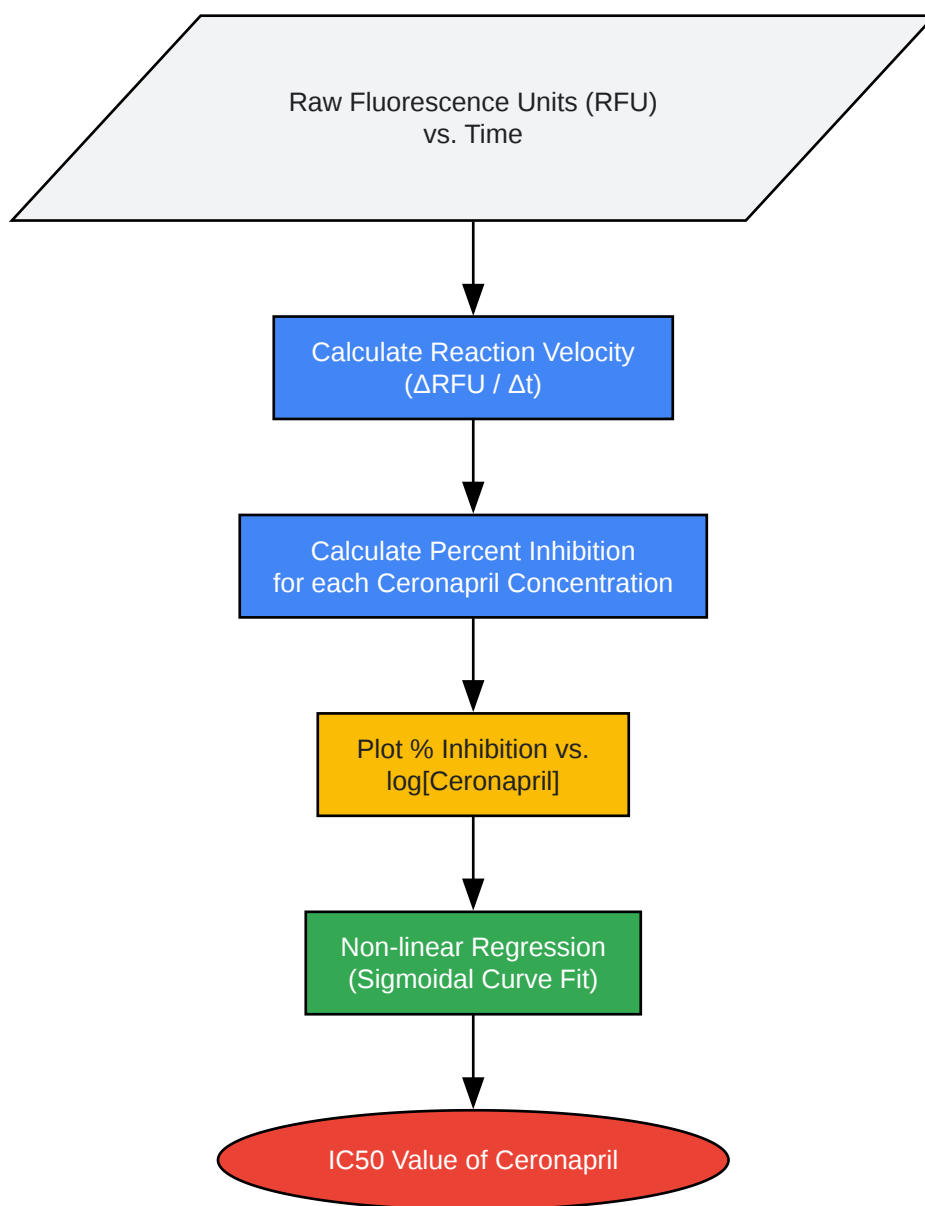 Raw Fluorescence Units (RFU)
vs. Time
Calculate Reaction Velocity
(ΔRFU / Δt)
Calculate Percent Inhibition
for each Ceronapril Concentration
Plot % Inhibition vs.
log[Ceronapril]
Non-linear Regression
(Sigmoidal Curve Fit)
IC50 Value of Ceronapril